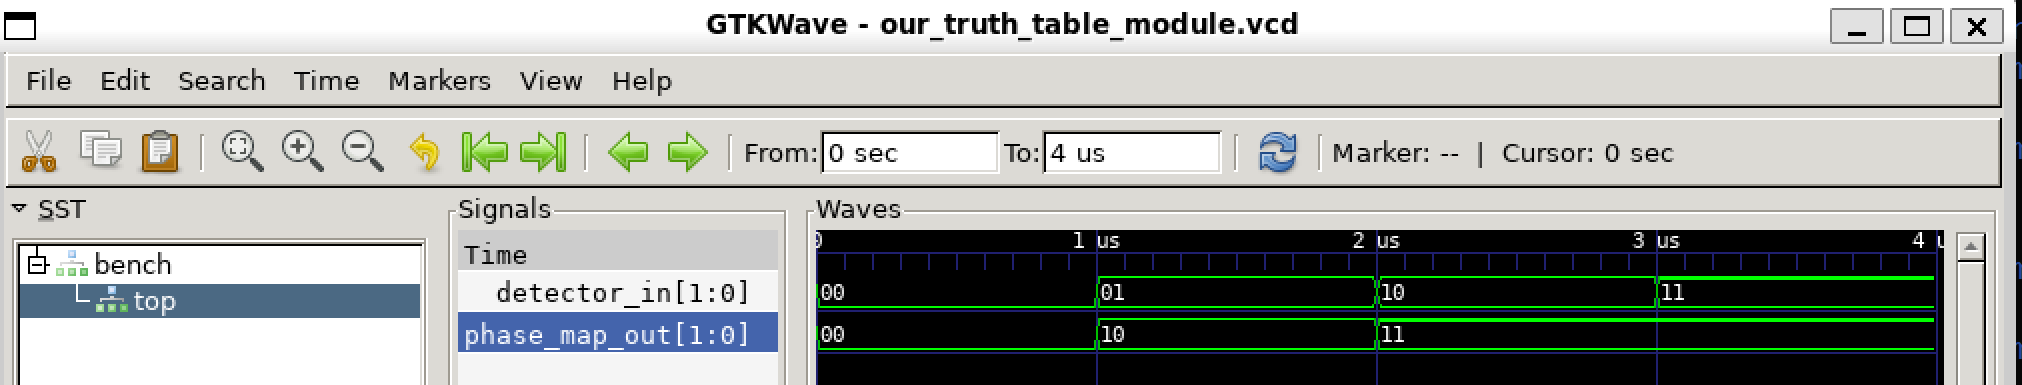 GTKWave - our_truth_table_module.vcd
File Edit Search Time Markers View Help
From: 0 sec To: 4 us Marker: -- | Cursor: 0 sec
SST
bench
top
Signals
Time
detector_in[1:0]
phase_map_out[1:0]
Waves
0 1 us 2 us 3 us 4
00 01 10 11
00 10 11